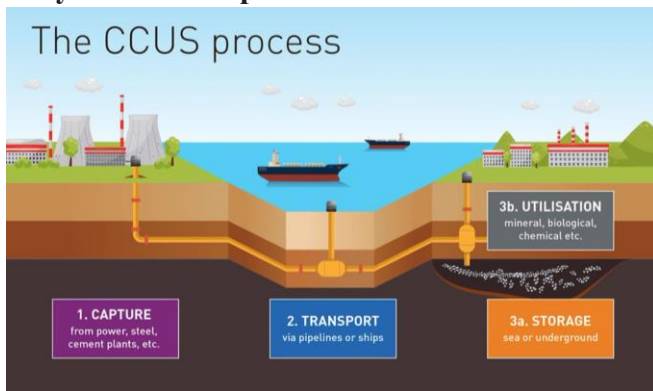 The CCUS process
3b. UTILISATION
mineral, biological,
chemical etc.
1. CAPTURE
from power, steel,
cement plants, etc.
2. TRANSPORT
via pipelines or ships
3a. STORAGE
sea or underground